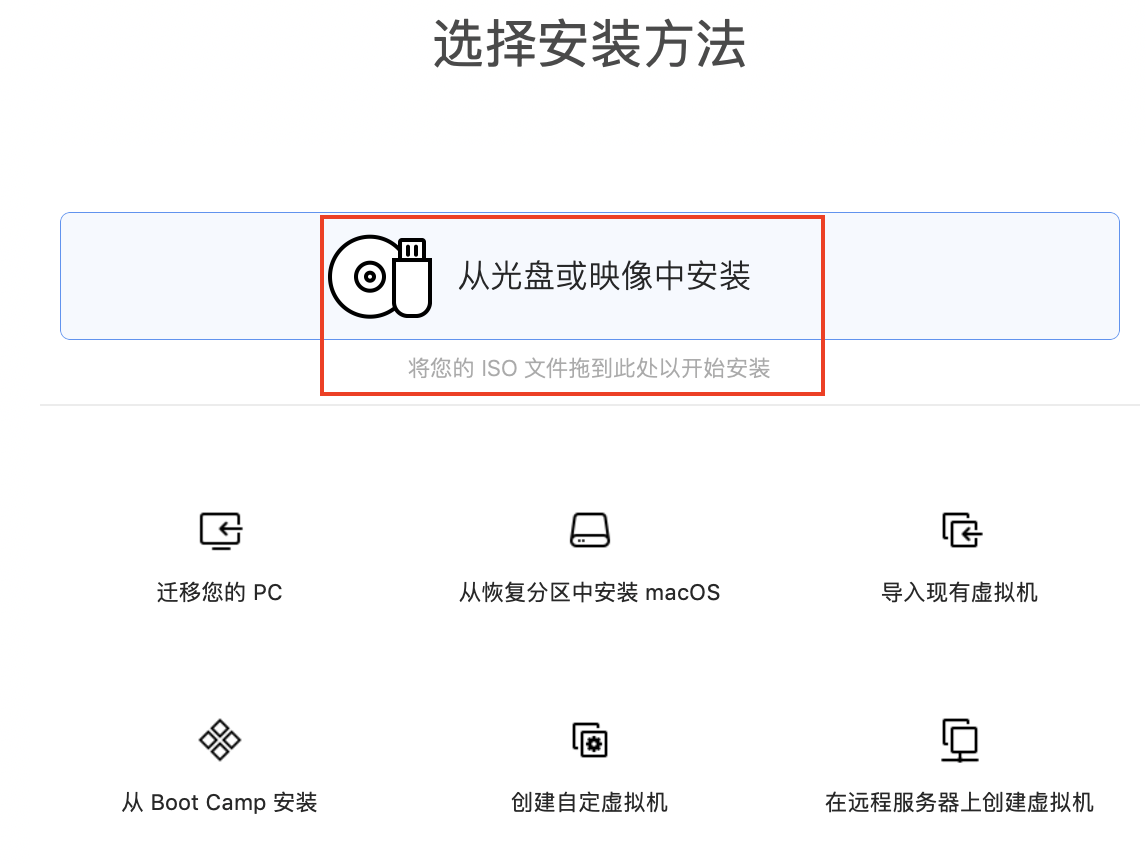 选择安装方法
从光盘或映像中安装
将您的 ISO 文件拖到此处以开始安装
迁移您的 PC
从恢复分区中安装 macOS
导入现有虚拟机
从 Boot Camp 安装
创建自定虚拟机
在远程服务器上创建虚拟机